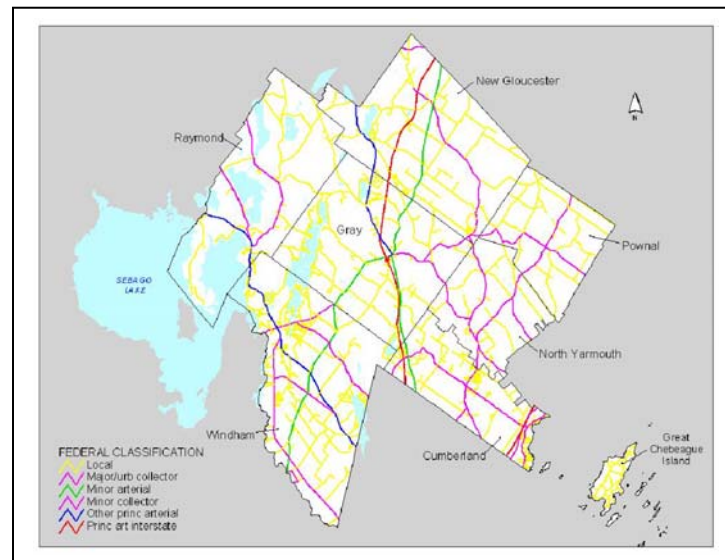 New Gloucester
N
Raymond
Gray
Pownal
SEBAGO
LAKE
North Yarmouth
Windham
Cumberland
Great
Chebeague
Island
FEDERAL CLASSIFICATION
Local
Major/urb collector
Minor arterial
Minor collector
Other princ arterial
Princ art interstate